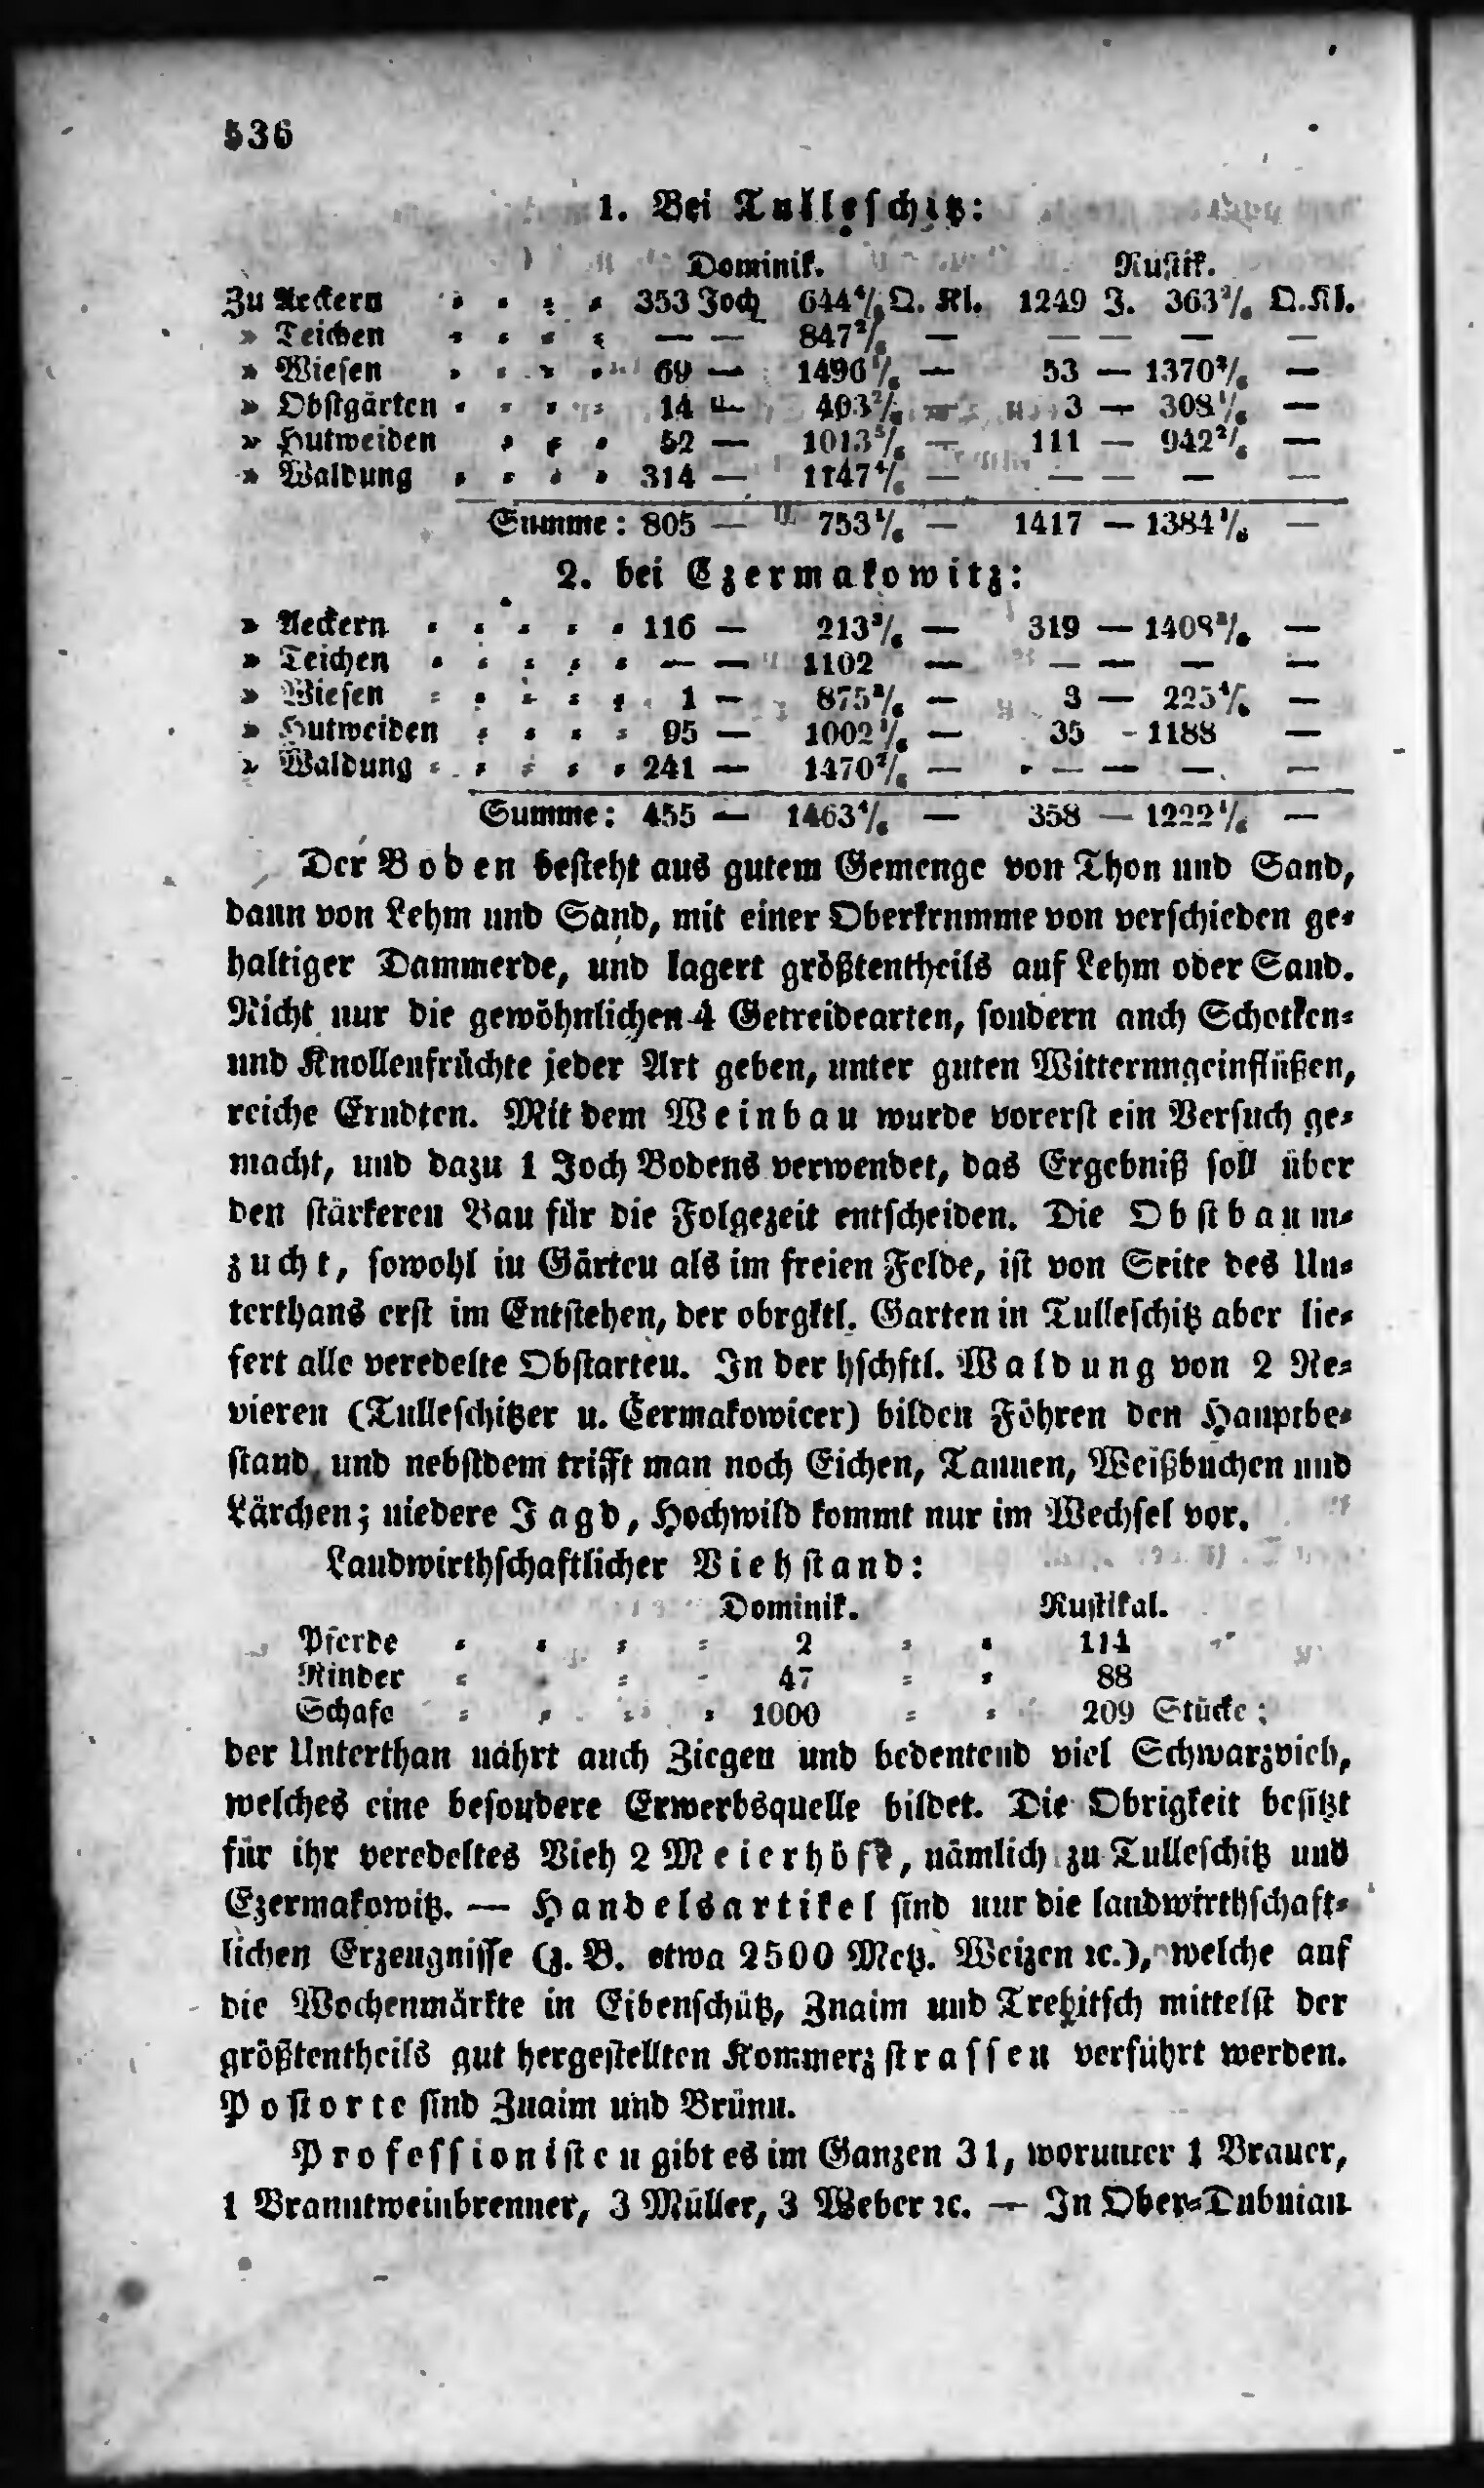 536
1. Bei Tulleschitz:
Dominik. Rustik.
Zu Aeckern 353 Joch 644⁴/₆ Q. Kl. 1249 J. 363³/₆ Q.Kl.
» Teichen — — 847²/₆ — — — — —
» Wiesen 69 — 1496¹/₆ — 53 — 1370³/₆ —
» Obstgärten 14 — 403²/₆ — 3 — 308¹/₆ —
» Hutweiden 52 — 1013⁵/₆ — 111 — 942²/₆ —
» Waldung 314 — 1147⁴/₆ — — — — —
Summe: 805 — 753¹/₆ — 1417 — 1384¹/₆ —
2. bei Czermakowitz:
» Aeckern 116 — 213³/₆ — 319 — 1408³/₆ —
» Teichen — — 1102 — — — — —
» Wiesen 1 — 875³/₆ — 3 — 225⁴/₆ —
» Hutweiden 95 — 1002¹/₆ — 35 - 1188 —
» Waldung 241 — 1470³/₆ — — — — —
Summe: 455 — 1463⁴/₆ — 358 — 1222¹/₆ —
Der Boden besteht aus gutem Gemenge von Thon und Sand,
dann von Lehm und Sand, mit einer Oberkrumme von verschieden ge-
haltiger Dammerde, und lagert größtentheils auf Lehm oder Sand.
Nicht nur die gewöhnlichen 4 Getreidearten, sondern auch Schotken-
und Knollenfrüchte jeder Art geben, unter guten Witterungeinflüßen,
reiche Erndten. Mit dem Weinbau wurde vorerst ein Versuch ge-
macht, und dazu 1 Joch Bodens verwendet, das Ergebniß soll über
den stärkeren Bau für die Folgezeit entscheiden. Die Obstbaum-
zucht, sowohl in Gärten als im freien Felde, ist von Seite des Un-
terthans erst im Entstehen, der obrgktl. Garten in Tulleschitz aber lie-
fert alle veredelte Obstarten. In der hschftl. Waldung von 2 Re-
vieren (Tulleschitzer u. Čermakowicer) bilden Föhren den Hauptbe-
stand, und nebstdem trifft man noch Eichen, Tannen, Weißbuchen und
Lärchen; niedere Jagd, Hochwild kommt nur im Wechsel vor.
Landwirthschaftlicher Viehstand:
Dominik. Rustikal.
Pferde 2 114
Rinder 47 88
Schafe 1000 209 Stücke;
der Unterthan nährt auch Ziegen und bedeutend viel Schwarzvieh,
welches eine besondere Erwerbsquelle bildet. Die Obrigkeit besitzt
für ihr veredeltes Vieh 2 Meierhöfe, nämlich zu Tulleschitz und
Czermakowitz. — Handelsartikel sind nur die landwirthschaft-
lichen Erzeugnisse (z. B. etwa 2500 Metz. Weizen ꝛc.), welche auf
die Wochenmärkte in Eibenschütz, Znaim und Trebitsch mittelst der
größtentheils gut hergestellten Kommerzstrassen verführt werden.
Postorte sind Znaim und Brünn.
Professionisten gibt es im Ganzen 31, worunter 1 Brauer,
1 Branntweinbrenner, 3 Müller, 3 Weber ꝛc. — In Ober-Dubnian